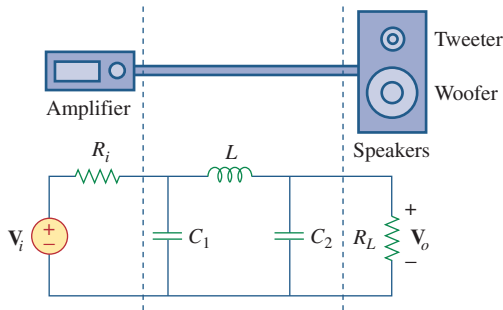 Tweeter
Amplifier
Woofer
Speakers
R_i
L
V_i
+
−
C_1
C_2
R_L
+
V_o
−